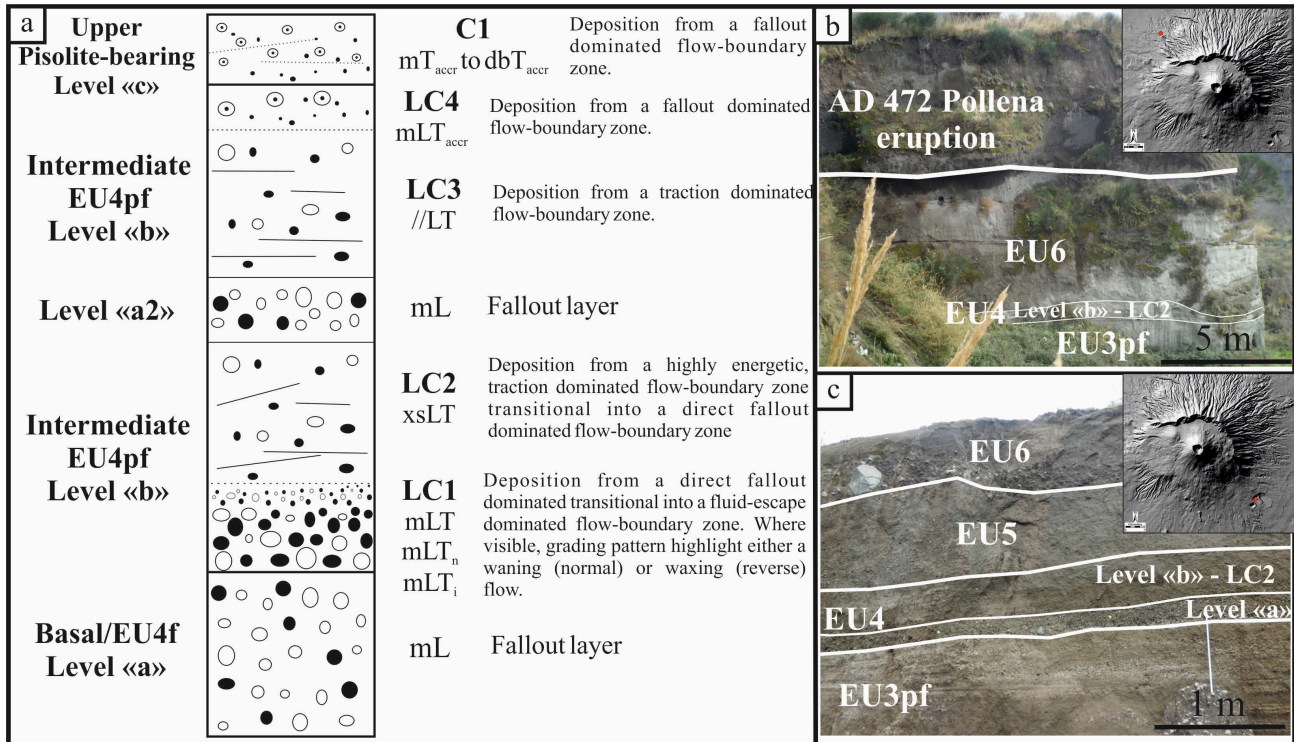 a
Upper
Pisolite-bearing
Level «c»
C1
mTaccr to dbTaccr
Deposition from a fallout
dominated flow-boundary
zone.
LC4
mLTaccr
Deposition from a fallout dominated
flow-boundary zone.
Intermediate
EU4pf
Level «b»
LC3
//LT
Deposition from a traction dominated
flow-boundary zone.
Level «a2»
mL
Fallout layer
Intermediate
EU4pf
Level «b»
LC2
xsLT
Deposition from a highly energetic,
traction dominated flow-boundary zone
transitional into a direct fallout
dominated flow-boundary zone
LC1
mLT
mLTn
mLTi
Deposition from a direct fallout
dominated transitional into a fluid-escape
dominated flow-boundary zone. Where
visible, grading pattern highlight either a
waning (normal) or waxing (reverse)
flow.
Basal/EU4f
Level «a»
mL
Fallout layer
b
AD 472 Pollena
eruption
EU6
EU4
Level «b» - LC2
EU3pf
5 m
c
EU6
EU5
Level «b» - LC2
Level «a»
EU4
EU3pf
1 m